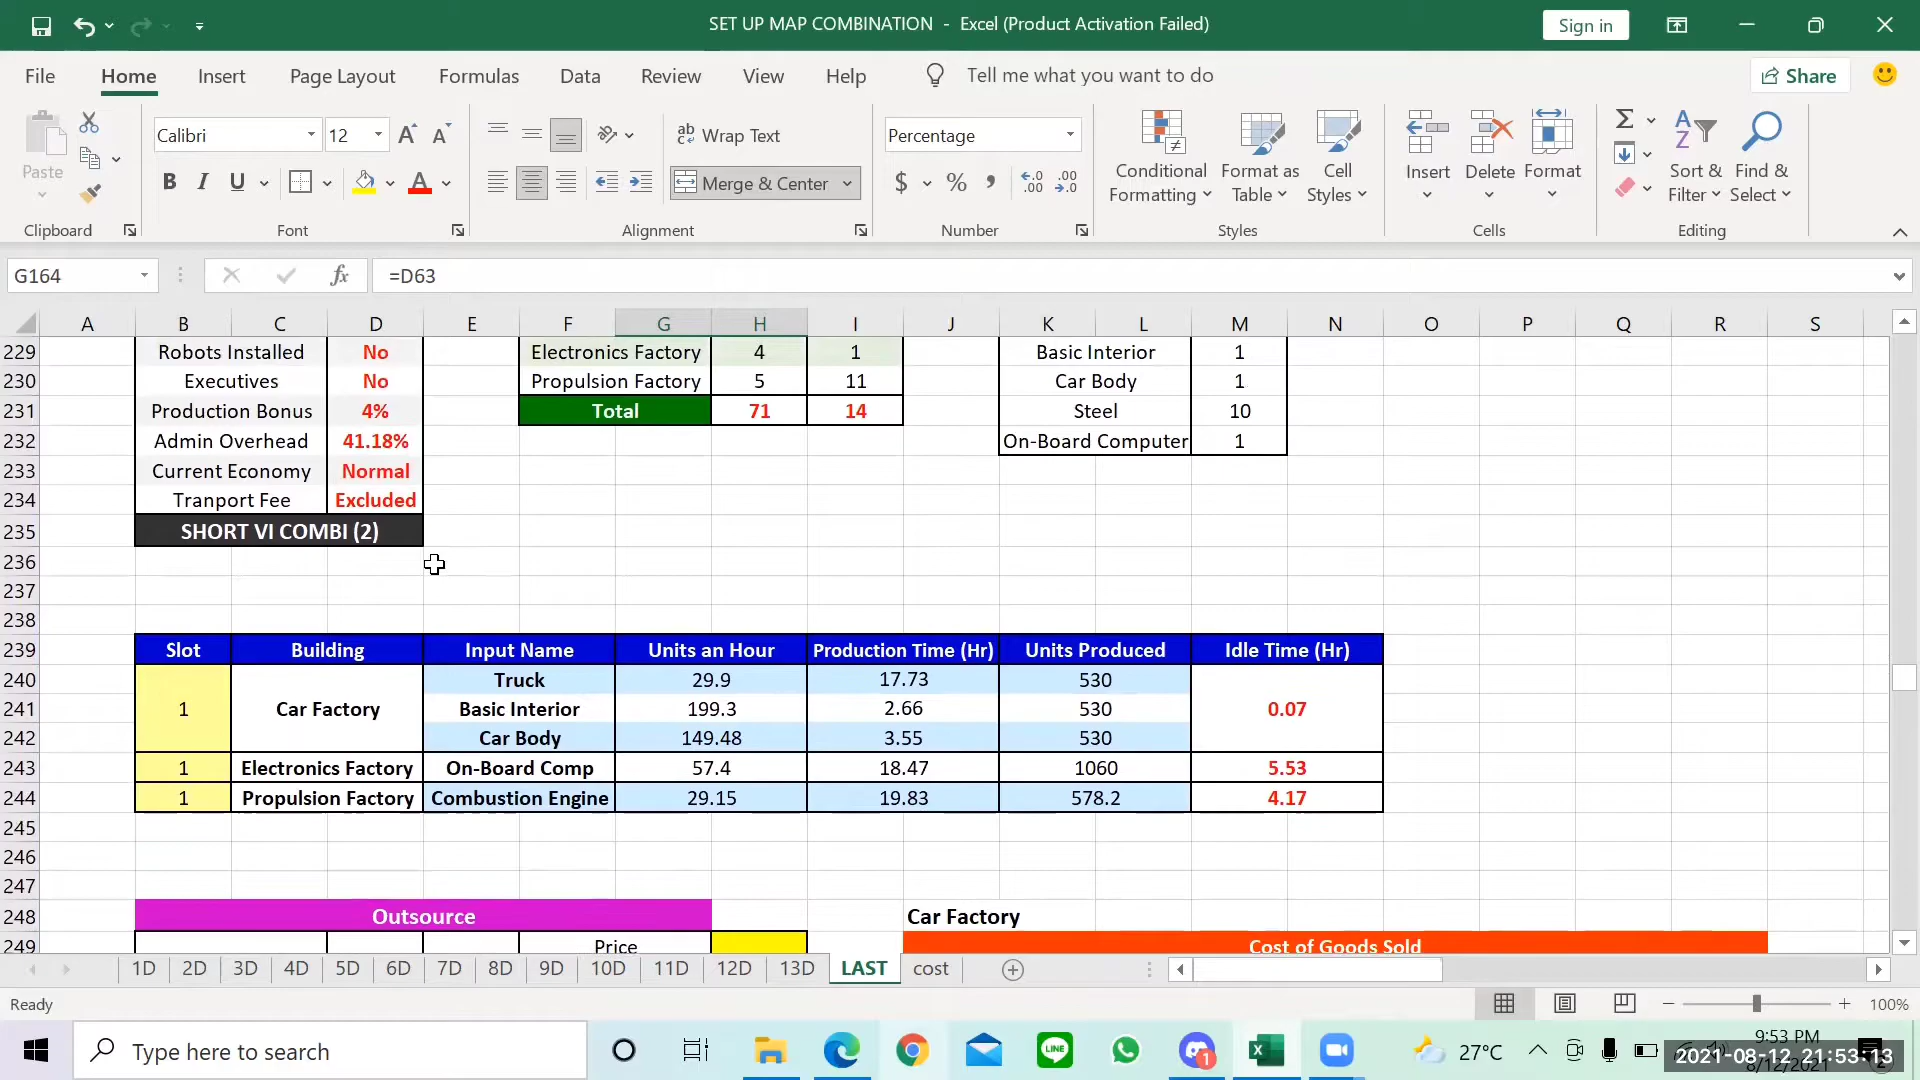 SET UP MAP COMBINATION - Excel (Product Activation Failed)
Sign in
File Home Insert Page Layout Formulas Data Review View Help Tell me what you want to do Share
Paste
Calibri 12
Wrap Text
Merge & Center
Percentage
Conditional Formatting
Format as Table
Cell Styles
Insert Delete Format
Sort & Filter
Find & Select
Clipboard Font Alignment Number Styles Cells Editing
G164 fx =D63
A B C D E F G H I J K L M N O P Q R S
229 Robots Installed No Electronics Factory 4 1 Basic Interior 1
230 Executives No Propulsion Factory 5 11 Car Body 1
231 Production Bonus 4% Total 71 14 Steel 10
232 Admin Overhead 41.18% On-Board Computer 1
233 Current Economy Normal
234 Tranport Fee Excluded
235 SHORT VI COMBI (2)
236
237
238
239 Slot Building Input Name Units an Hour Production Time (Hr) Units Produced Idle Time (Hr)
240 Truck 29.9 17.73 530
241 1 Car Factory Basic Interior 199.3 2.66 530 0.07
242 Car Body 149.48 3.55 530
243 1 Electronics Factory On-Board Comp 57.4 18.47 1060 5.53
244 1 Propulsion Factory Combustion Engine 29.15 19.83 578.2 4.17
245
246
247
248 Outsource Car Factory
249 Price Cost of Goods Sold
1D 2D 3D 4D 5D 6D 7D 8D 9D 10D 11D 12D 13D LAST cost
Ready 100%
Type here to search
LINE
1
27°C
9:53 PM
8/12/2021
2021-08-12 21:53:13